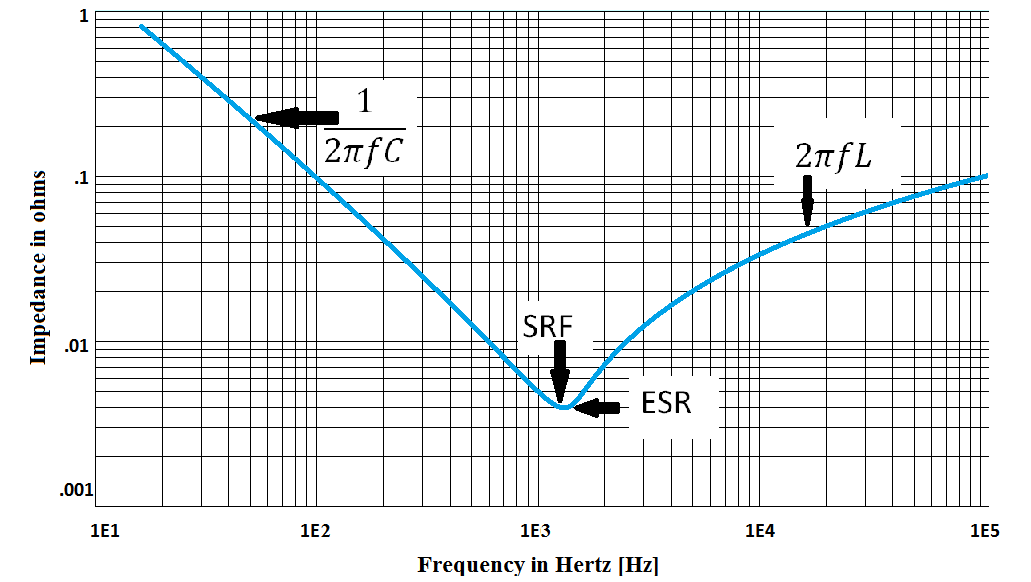 1
.1
.01
.001
Impedance in ohms
1
2πfC
2πfL
SRF
ESR
1E1 1E2 1E3 1E4 1E5
Frequency in Hertz [Hz]